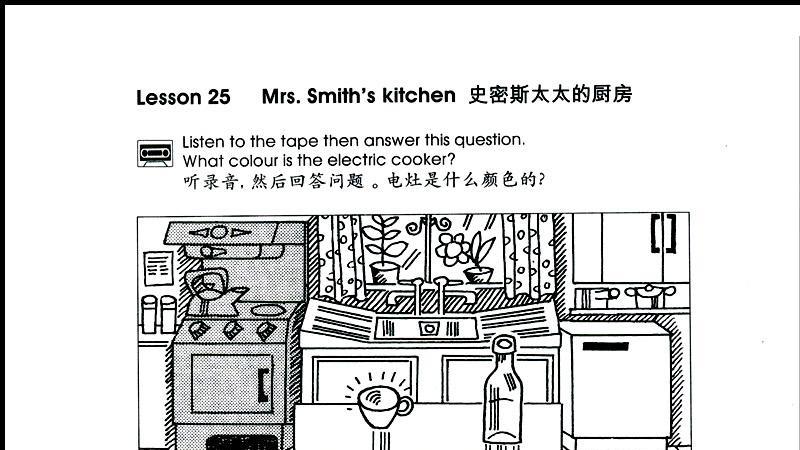 Lesson 25 Mrs. Smith's kitchen 史密斯太太的厨房
Listen to the tape then answer this question.
What colour is the electric cooker?
听录音, 然后回答问题 。电灶是什么颜色的?